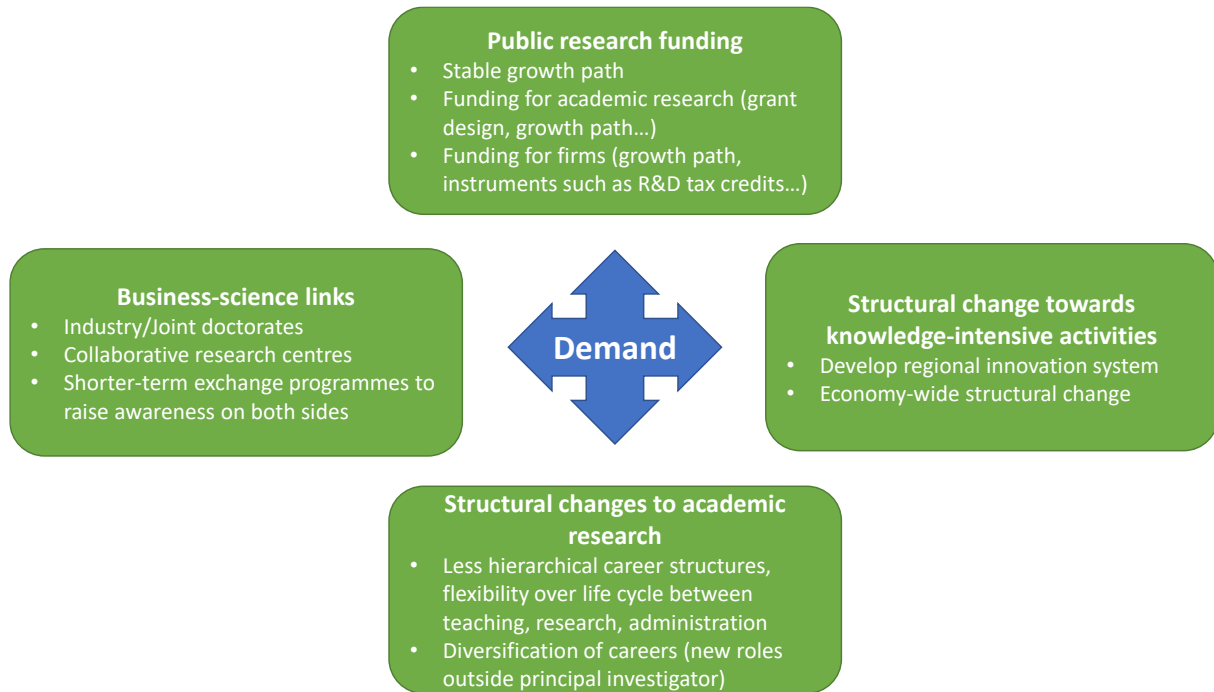 Public research funding
• Stable growth path
• Funding for academic research (grant
design, growth path…)
• Funding for firms (growth path,
instruments such as R&D tax credits…)
Business-science links
• Industry/Joint doctorates
• Collaborative research centres
• Shorter-term exchange programmes to
raise awareness on both sides
Demand
Structural change towards
knowledge-intensive activities
• Develop regional innovation system
• Economy-wide structural change
Structural changes to academic
research
• Less hierarchical career structures,
flexibility over life cycle between
teaching, research, administration
• Diversification of careers (new roles
outside principal investigator)